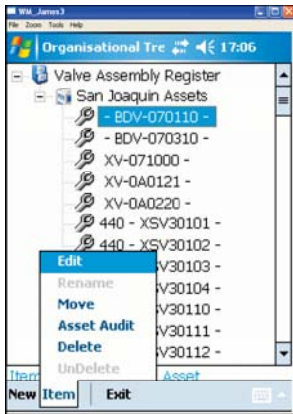 WM_James3
File Zoom Tools Help
Organisational Tre 17:06
Valve Assembly Register
San Joaquin Assets
- BDV-070110 -
- BDV-070310 -
XV-071000 -
XV-0A0121 -
XV-0A0220 -
440 - XSV30101 -
440 - XSV30102 -
XSV30103 -
XSV30104 -
XSV30110 -
XSV30111 -
XSV30112 -
Edit
Rename
Move
Asset Audit
Delete
UnDelete
Item Asset
New Item Exit